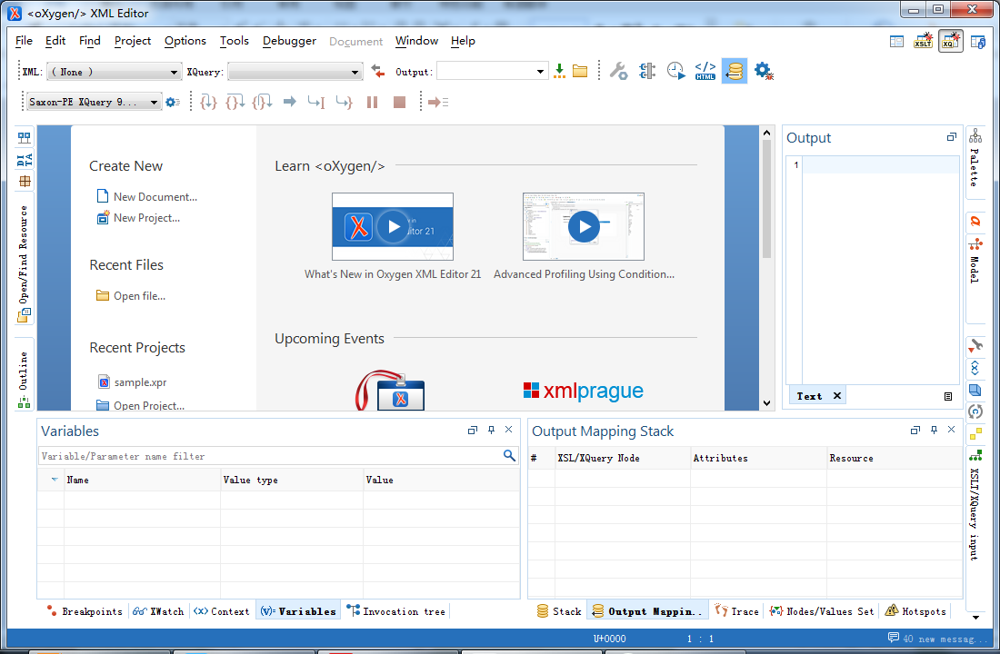 <oXygen/> XML Editor
File Edit Find Project Options Tools Debugger Document Window Help
XSLT XQ
XML: ( None ) XQuery: Output:
HTML
Saxon-PE XQuery 9...
DITA
Open/Find Resource
Outline
Create New
New Document...
New Project...
Recent Files
Open file...
Recent Projects
sample.xpr
Open Project...
Learn <oXygen/>
What's New in Oxygen XML Editor 21
Advanced Profiling Using Condition...
Upcoming Events
xmlprague
Output
1
Text
Palette
Model
XSLT/XQuery input
Variables
Variable/Parameter name filter
Name Value type Value
Output Mapping Stack
# XSL/XQuery Node Attributes Resource
Breakpoints XWatch Context Variables Invocation tree
Stack Output Mappin.. Trace Nodes/Values Set Hotspots
U+0000 1 : 1 40 new messag...